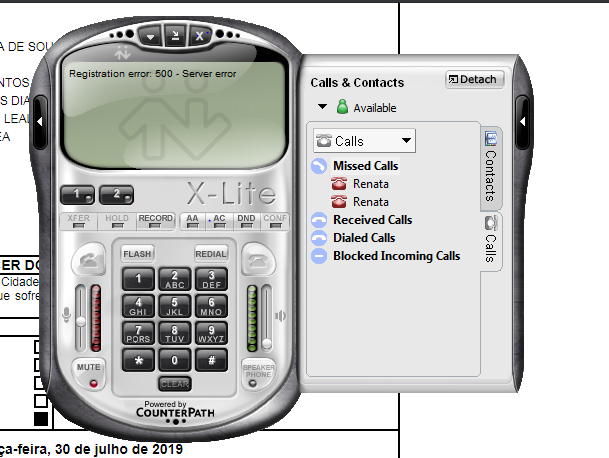 A DE SOU
NTOS
S DIA
LEAL
EA
ER DO
Cidade
ue sofre
Registration error: 500 - Server error
1
2
X-Lite
XFER HOLD RECORD AA AC DND CONF
FLASH REDIAL
1
2 ABC
3 DEF
4 GHI
5 JKL
6 MNO
7 PQRS
8 TUV
9 WXYZ
*
0
#
CLEAR
MUTE
SPEAKER
PHONE
Powered by
COUNTERPATH
Calls & Contacts
Detach
Available
Calls
Missed Calls
Renata
Renata
Received Calls
Dialed Calls
Blocked Incoming Calls
Contacts
Calls
ça-feira, 30 de julho de 2019